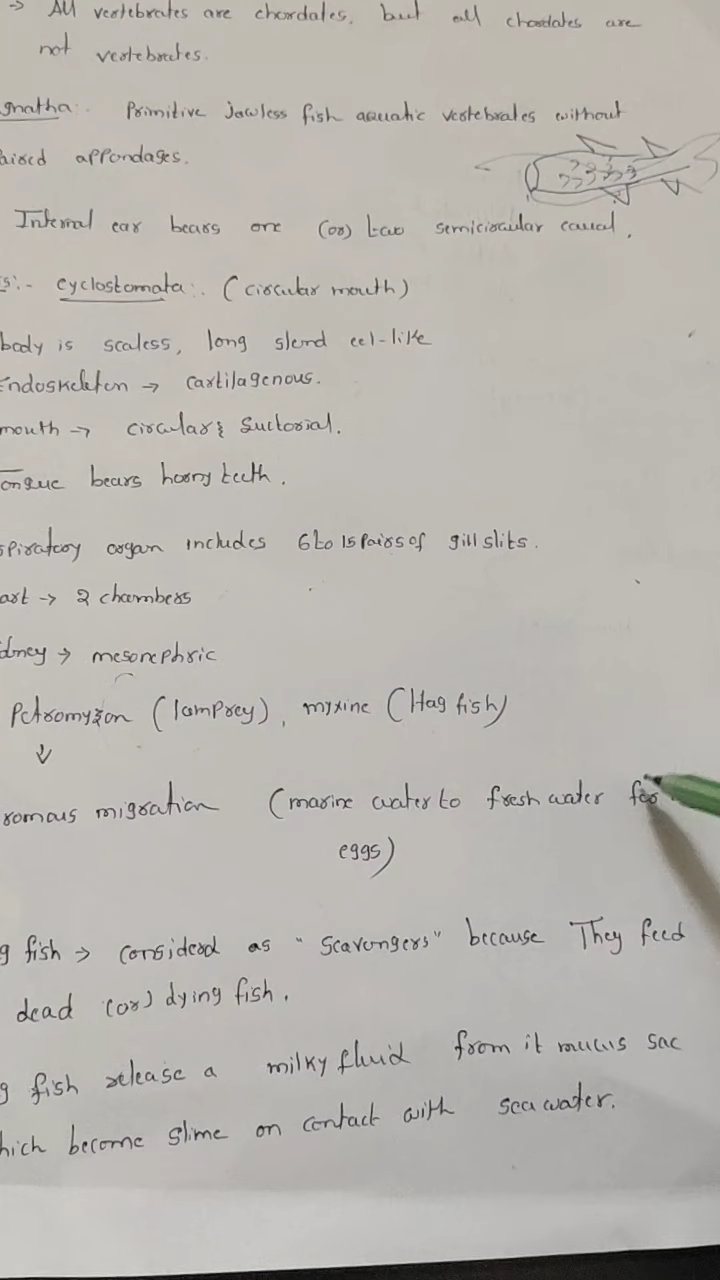 → All vertebrates are chordates, but all chordates are
not vertebrates.
gnatha:- Primitive Jawless fish aquatic vertebrates without
aired appendages.
Internal ear bears one (or) two semicircular canal.
s:- cyclostomata:- (circular mouth)
body is scaless, long slend eel-like
Endoskeleton → cartilagenous.
mouth → circular & suctorial.
Tongue bears horny teeth.
spiratory organ includes 6 to 15 pairs of gill slits.
art → 2 chambers
idney → mesonephric
Petromyzon (lamprey), myxine (Hag fish)
↓
romous migration (marine water to fresh water for
eggs)
g fish → considerd as "scavengers" because They feed
dead (or) dying fish.
g fish release a milky fluid from it mucus sac
hich become slime on contact with sea water.